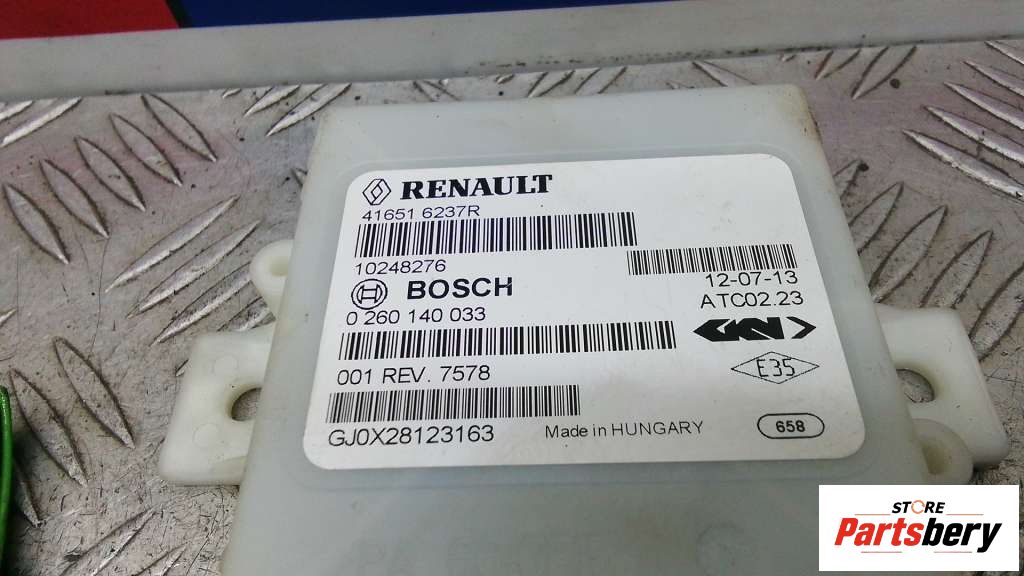 RENAULT
41651 6237R
10248276
BOSCH
12-07-13
0 260 140 033
ATC02.23
GKN
001 REV. 7578
E35
GJ0X28123163
Made in HUNGARY
658
STORE
Partsbery